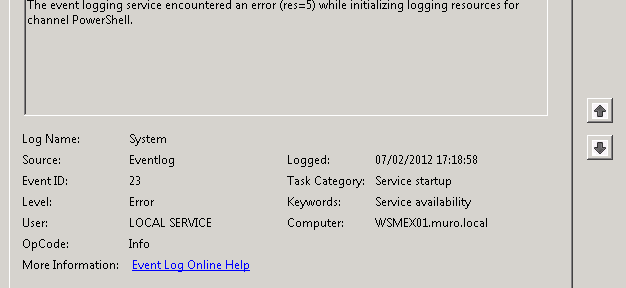 The event logging service encountered an error (res=5) while initializing logging resources for
channel PowerShell.
Log Name: System
Source: Eventlog Logged: 07/02/2012 17:18:58
Event ID: 23 Task Category: Service startup
Level: Error Keywords: Service availability
User: LOCAL SERVICE Computer: WSMEX01.muro.local
OpCode: Info
More Information: Event Log Online Help